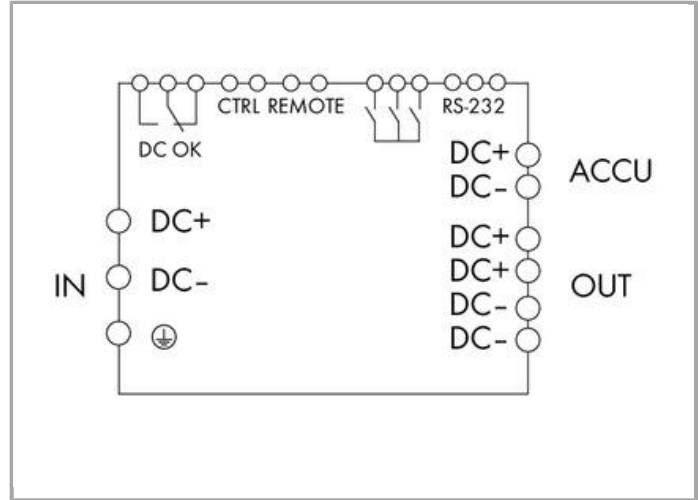 CTRL REMOTE
RS-232
DC OK
DC+
DC-
ACCU
DC+
DC-
IN
DC+
DC+
DC-
DC-
OUT